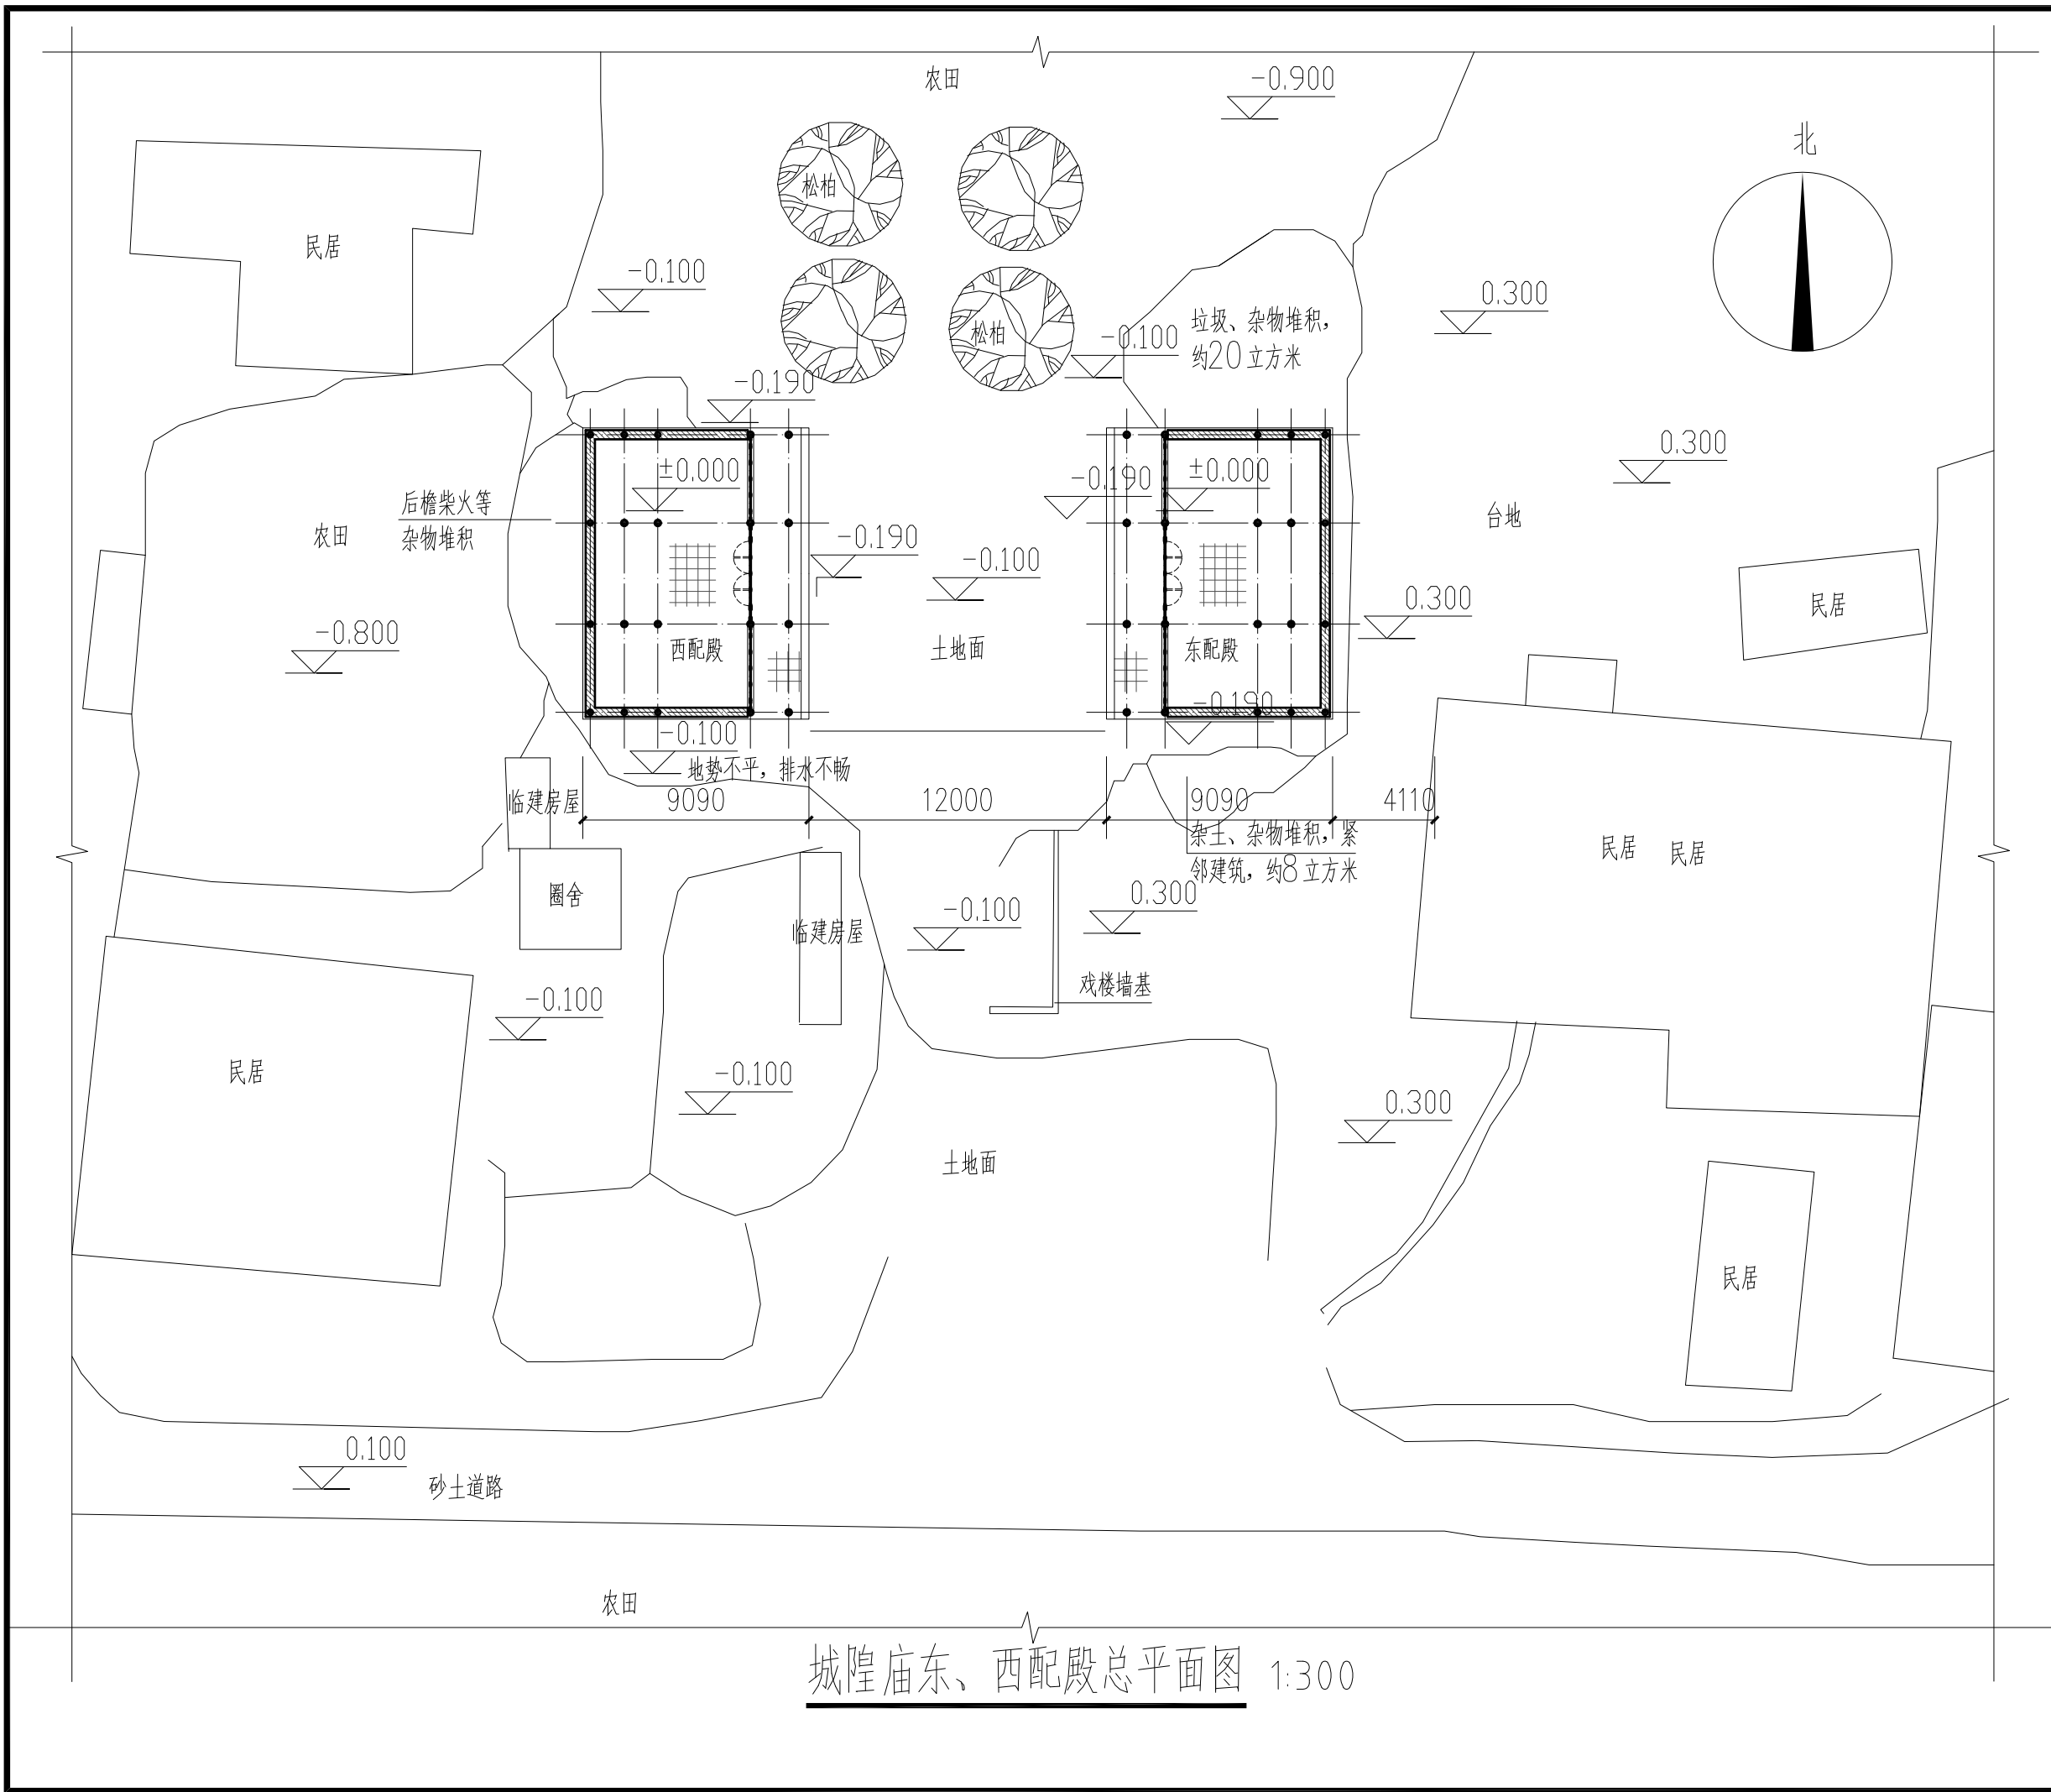 农田
-0.900
北
松柏
民居
-0.100
0.300
垃圾、杂物堆积，
约20立方米
松柏
-0.100
-0.190
0.300
±0.000
-0.190
±0.000
后檐柴火等
杂物堆积
农田
台地
-0.190
-0.100
民居
0.300
-0.800
西配殿
土地面
东配殿
-0.190
-0.100
地势不平，排水不畅
临建房屋
9090
12000
9090
4110
杂土、杂物堆积，紧
邻建筑，约8立方米
民居
民居
圈舍
0.300
-0.100
临建房屋
戏楼墙基
-0.100
民居
-0.100
0.300
土地面
民居
0.100
砂土道路
农田
城隍庙东、西配殿总平面图 1:300